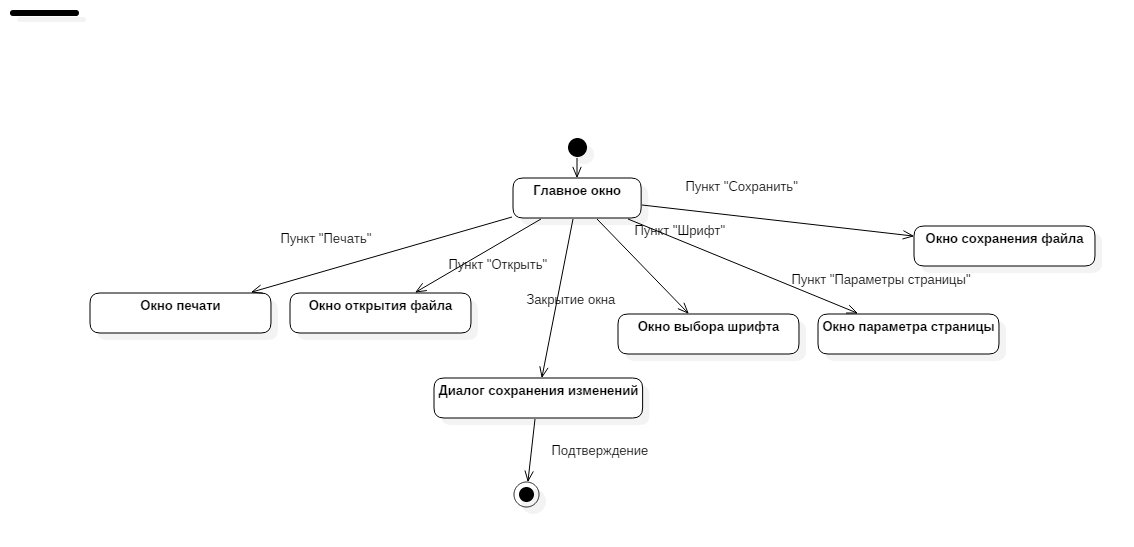 Главное окно
Пункт "Сохранить"
Пункт "Печать"
Пункт "Шрифт"
Окно сохранения файла
Пункт "Открыть"
Пункт "Параметры страницы"
Закрытие окна
Окно печати
Окно открытия файла
Окно выбора шрифта
Окно параметра страницы
Диалог сохранения изменений
Подтверждение